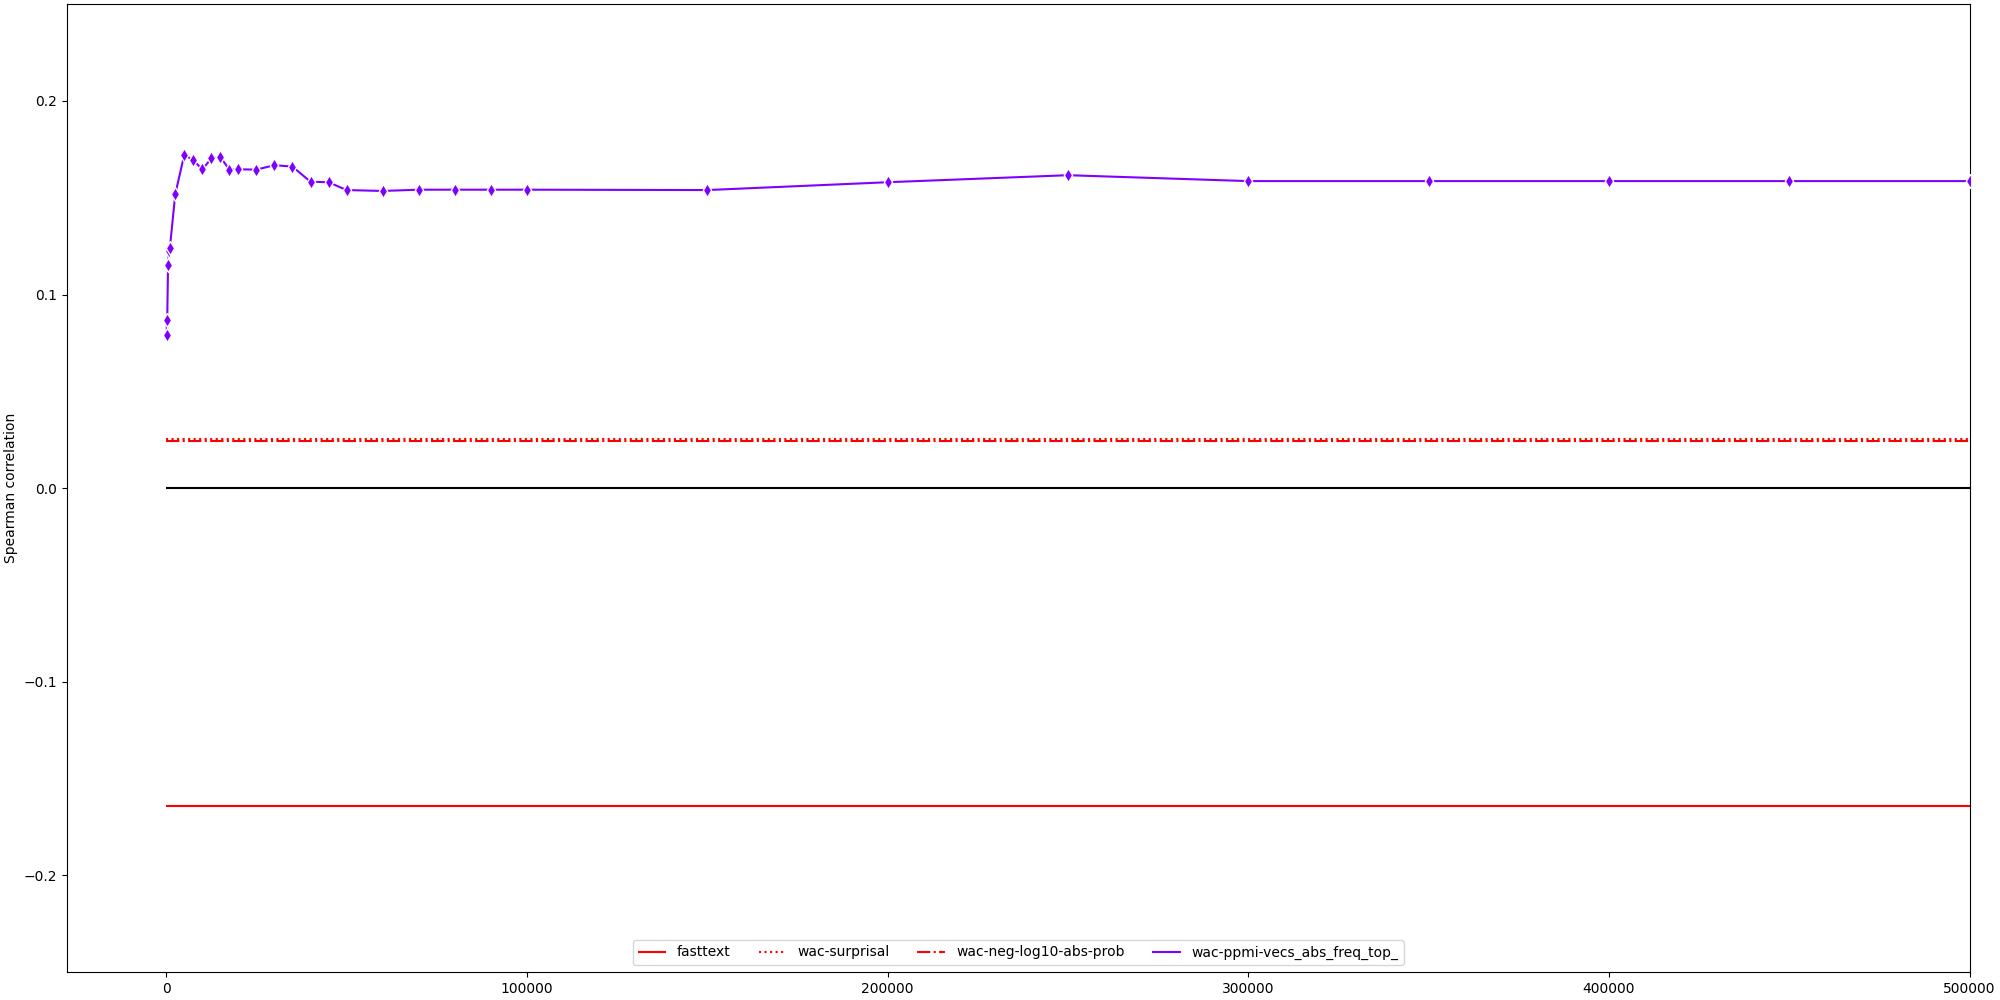 Spearman correlation
0.2
0.1
0.0
−0.1
−0.2
fasttext wac-surprisal wac-neg-log10-abs-prob wac-ppmi-vecs_abs_freq_top_
0 100000 200000 300000 400000 500000